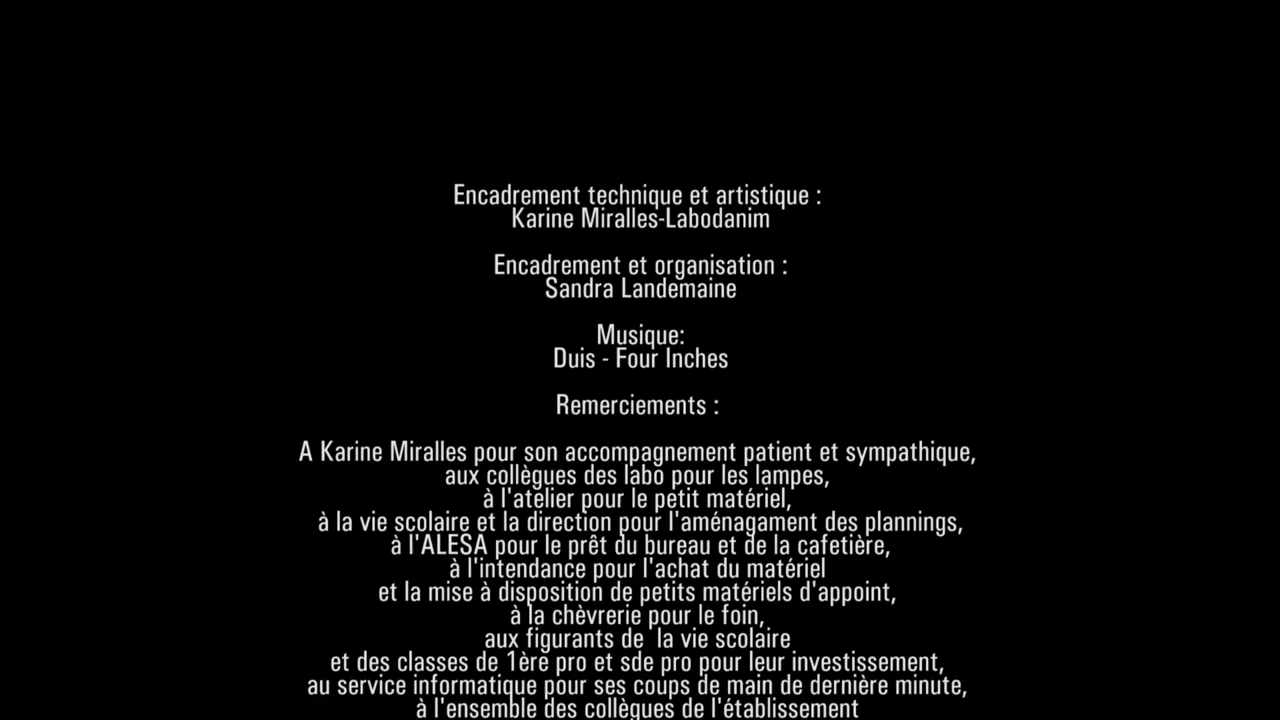 Encadrement technique et artistique :
Karine Miralles-Labodanim
Encadrement et organisation :
Sandra Landemaine
Musique:
Duis - Four Inches
Remerciements :
A Karine Miralles pour son accompagnement patient et sympathique,
aux collègues des labo pour les lampes,
à l'atelier pour le petit matériel,
à la vie scolaire et la direction pour l'aménagament des plannings,
à l'ALESA pour le prêt du bureau et de la cafetière,
à l'intendance pour l'achat du matériel
et la mise à disposition de petits matériels d'appoint,
à la chèvrerie pour le foin,
aux figurants de  la vie scolaire
et des classes de 1ère pro et sde pro pour leur investissement,
au service informatique pour ses coups de main de dernière minute,
à l'ensemble des collègues de l'établissement